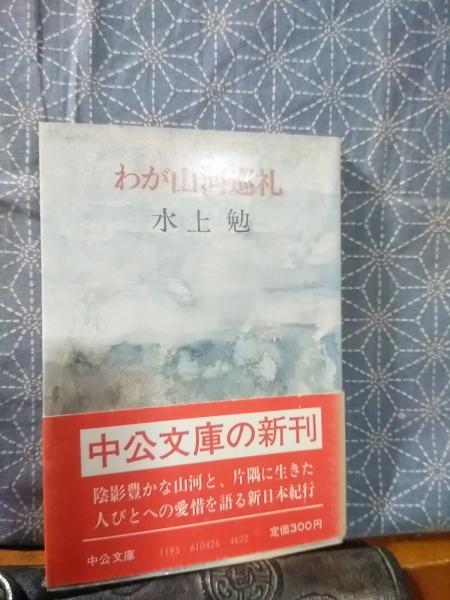 わが山河巡礼
水上勉
中公文庫の新刊
陰影豊かな山河と、片隅に生きた
人びとへの愛惜を語る新日本紀行
中公文庫 1195-610425-4622 定価300円